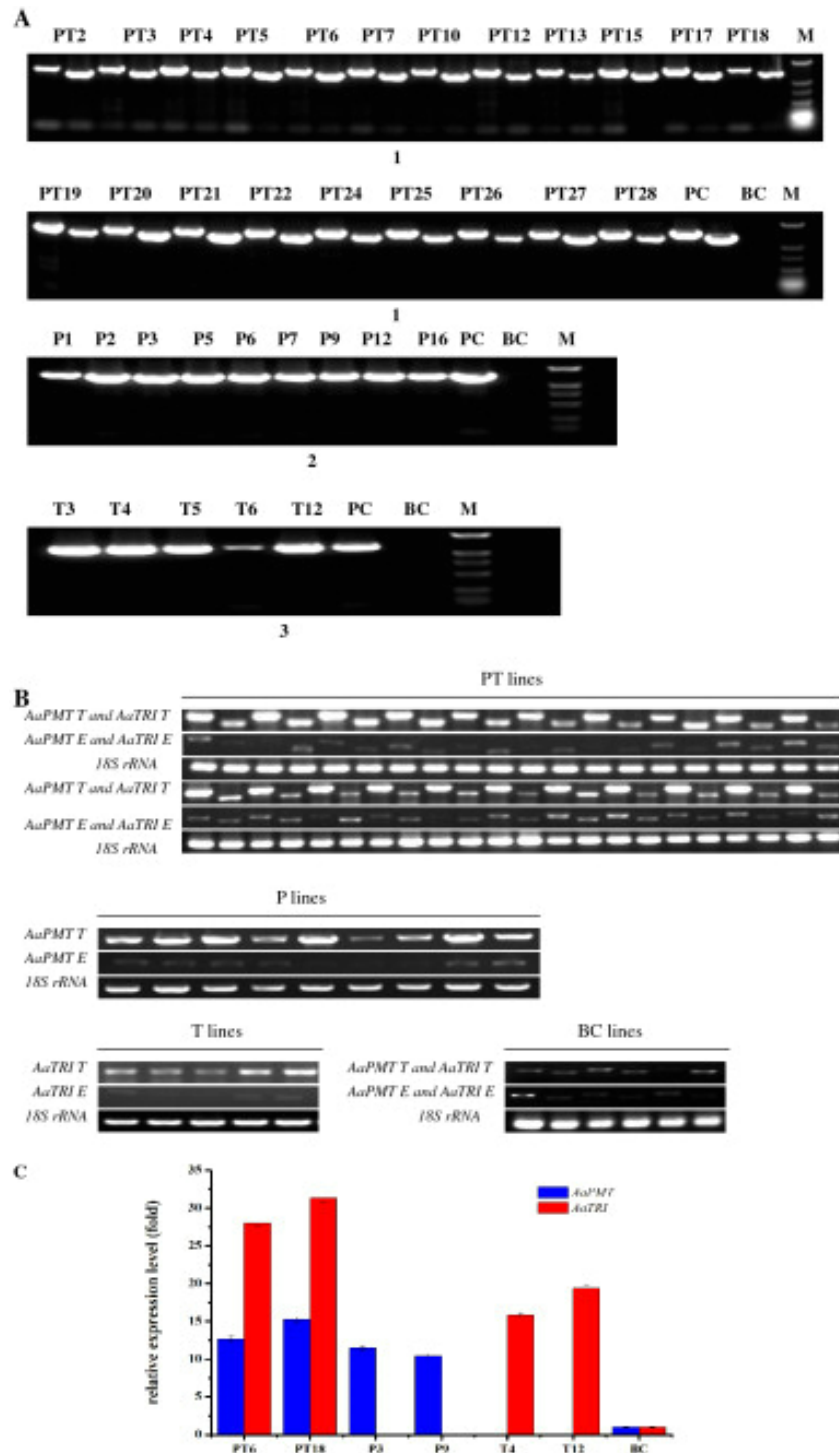 A
PT2 PT3 PT4 PT5 PT6 PT7 PT10 PT12 PT13 PT15 PT17 PT18 M
1
PT19 PT20 PT21 PT22 PT24 PT25 PT26 PT27 PT28 PC BC M
1
P1 P2 P3 P5 P6 P7 P9 P12 P16 PC BC M
2
T3 T4 T5 T6 T12 PC BC M
3
B
PT lines
AaPMT T and AaTRI T
AaPMT E and AaTRI E
18S rRNA
AaPMT T and AaTRI T
AaPMT E and AaTRI E
18S rRNA
P lines
AaPMT T
AaPMT E
18S rRNA
T lines BC lines
AaTRI T AaPMT T and AaTRI T
AaTRI E AaPMT E and AaTRI E
18S rRNA 18S rRNA
C
relative expression level (fold)
35
30
25
20
15
10
5
0
AaPMT
AaTRI
PT6 PT18 P3 P9 T4 T12 BC